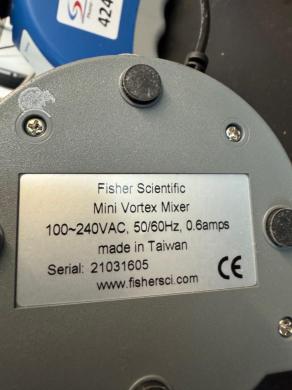 424
Fisher Scientific
Mini Vortex Mixer
100~240VAC, 50/60Hz, 0.6amps
made in Taiwan
Serial: 21031605
www.fishersci.com
CE